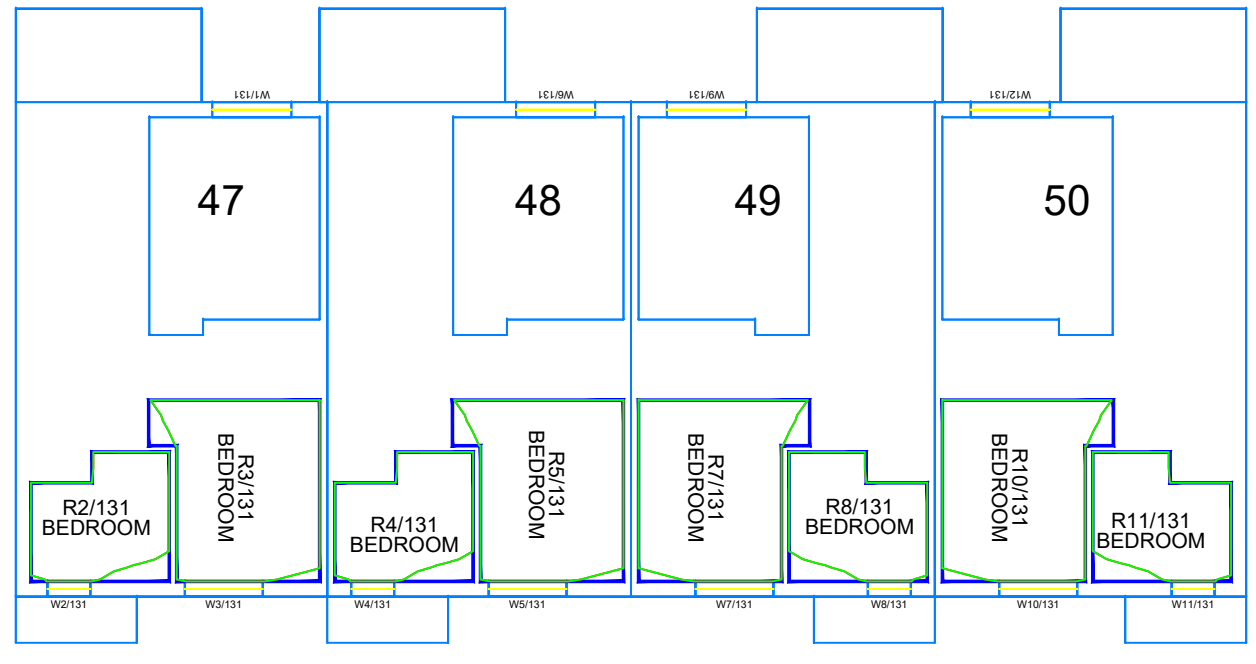 W1/131
W6/131
W9/131
W12/131
47
48
49
50
R2/131
BEDROOM
R3/131
BEDROOM
R4/131
BEDROOM
R5/131
BEDROOM
R7/131
BEDROOM
R8/131
BEDROOM
R10/131
BEDROOM
R11/131
BEDROOM
W2/131
W3/131
W4/131
W5/131
W7/131
W8/131
W10/131
W11/131